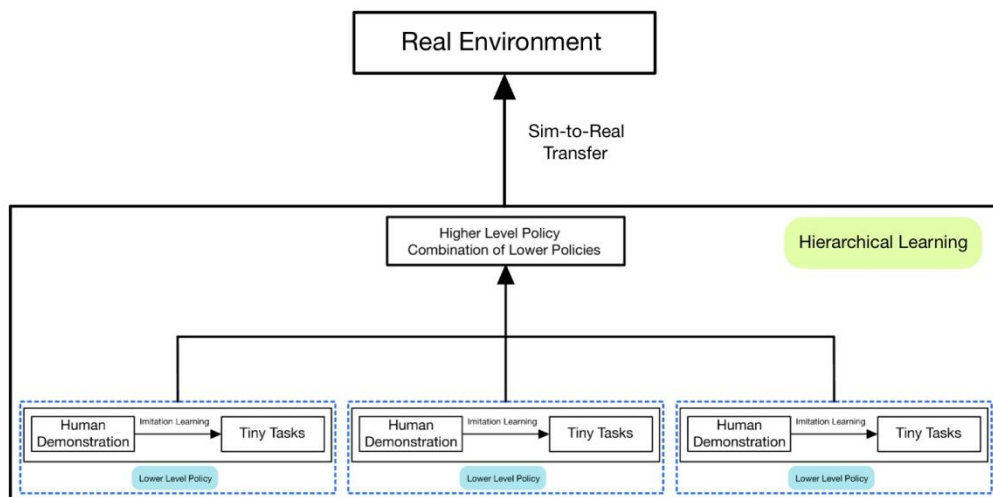 Real Environment
Sim-to-Real
Transfer
Higher Level Policy
Combination of Lower Policies
Hierarchical Learning
Human
Demonstration
Imitation Learning
Tiny Tasks
Lower Level Policy
Human
Demonstration
Imitation Learning
Tiny Tasks
Lower Level Policy
Human
Demonstration
Imitation Learning
Tiny Tasks
Lower Level Policy